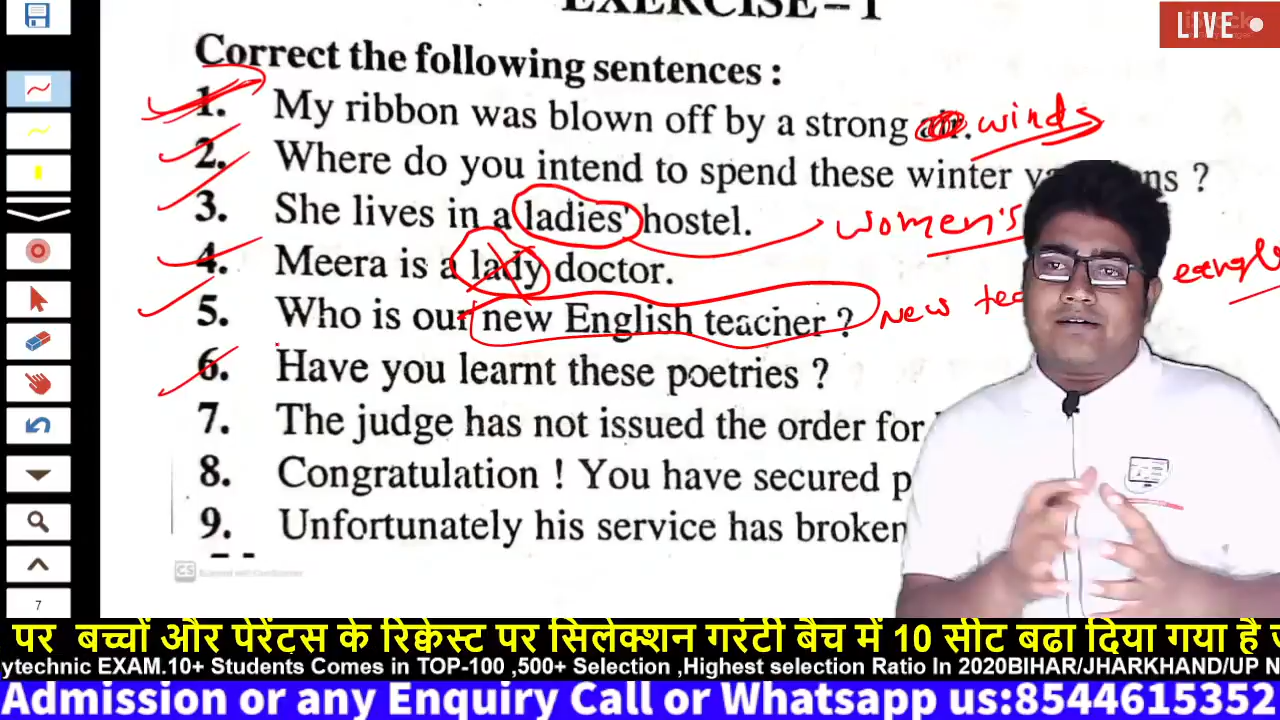 EXERCISE-1
LIVE
Correct the following sentences :
1. My ribbon was blown off by a strong air. winds
2. Where do you intend to spend these winter ?
3. She lives in a ladies' hostel. women's
4. Meera is a lady doctor.
5. Who is our new English teacher ? New
6. Have you learnt these poetries ?
7. The judge has not issued the order for
8. Congratulation ! You have secured
9. Unfortunately his service has broken
CS Scanned with CamScanner
7
पर बच्चों और पेरेंटस के रिक्वेस्ट पर सिलेक्शन गरंटी बैच में 10 सीट बढा दिया गया है
ytechnic EXAM.10+ Students Comes in TOP-100 ,500+ Selection ,Highest selection Ratio In 2020BIHAR/JHARKHAND/UP N
Admission or any Enquiry Call or Whatsapp us:8544615352